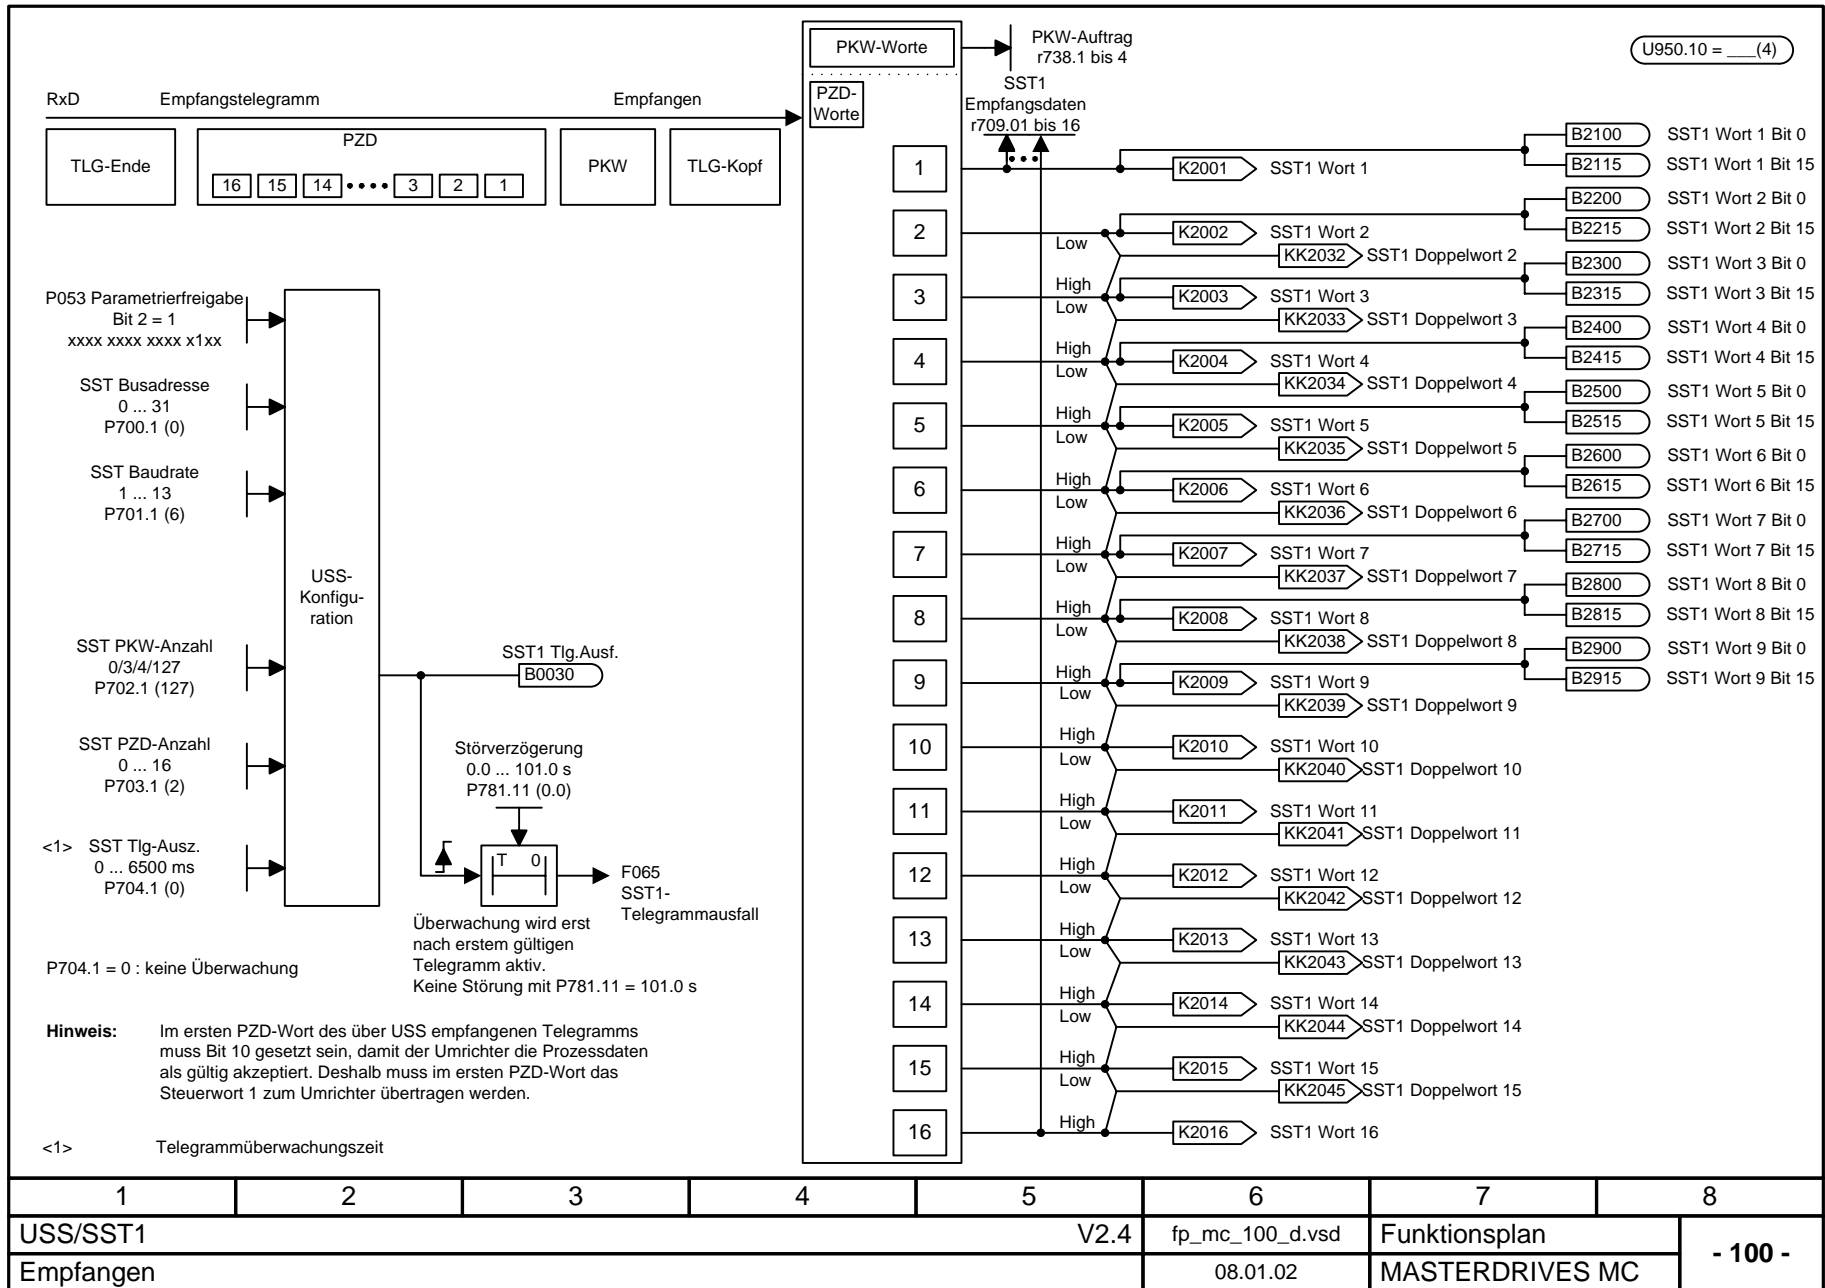 PKW-Worte
PKW-Auftrag
r738.1 bis 4
U950.10 = ___(4)
RxD
Empfangstelegramm
Empfangen
PZD-
Worte
SST1
Empfangsdaten
r709.01 bis 16
TLG-Ende
PZD
16 15 14 3 2 1
PKW
TLG-Kopf
1
K2001
SST1 Wort 1
B2100
SST1 Wort 1 Bit 0
B2115
SST1 Wort 1 Bit 15
2
Low
K2002
SST1 Wort 2
KK2032
SST1 Doppelwort 2
B2200
SST1 Wort 2 Bit 0
B2215
SST1 Wort 2 Bit 15
3
High
Low
K2003
SST1 Wort 3
KK2033
SST1 Doppelwort 3
B2300
SST1 Wort 3 Bit 0
B2315
SST1 Wort 3 Bit 15
4
High
Low
K2004
SST1 Wort 4
KK2034
SST1 Doppelwort 4
B2400
SST1 Wort 4 Bit 0
B2415
SST1 Wort 4 Bit 15
5
High
Low
K2005
SST1 Wort 5
KK2035
SST1 Doppelwort 5
B2500
SST1 Wort 5 Bit 0
B2515
SST1 Wort 5 Bit 15
6
High
Low
K2006
SST1 Wort 6
KK2036
SST1 Doppelwort 6
B2600
SST1 Wort 6 Bit 0
B2615
SST1 Wort 6 Bit 15
7
High
Low
K2007
SST1 Wort 7
KK2037
SST1 Doppelwort 7
B2700
SST1 Wort 7 Bit 0
B2715
SST1 Wort 7 Bit 15
8
High
Low
K2008
SST1 Wort 8
KK2038
SST1 Doppelwort 8
B2800
SST1 Wort 8 Bit 0
B2815
SST1 Wort 8 Bit 15
9
High
Low
K2009
SST1 Wort 9
KK2039
SST1 Doppelwort 9
B2900
SST1 Wort 9 Bit 0
B2915
SST1 Wort 9 Bit 15
10
High
Low
K2010
SST1 Wort 10
KK2040
SST1 Doppelwort 10
11
High
Low
K2011
SST1 Wort 11
KK2041
SST1 Doppelwort 11
12
High
Low
K2012
SST1 Wort 12
KK2042
SST1 Doppelwort 12
13
High
Low
K2013
SST1 Wort 13
KK2043
SST1 Doppelwort 13
14
High
Low
K2014
SST1 Wort 14
KK2044
SST1 Doppelwort 14
15
High
Low
K2015
SST1 Wort 15
KK2045
SST1 Doppelwort 15
16
High
K2016
SST1 Wort 16
P053 Parametrierfreigabe
Bit 2 = 1
xxxx xxxx xxxx x1xx
SST Busadresse
0 ... 31
P700.1 (0)
SST Baudrate
1 ... 13
P701.1 (6)
USS-
Konfigu-
ration
SST PKW-Anzahl
0/3/4/127
P702.1 (127)
SST1 Tlg.Ausf.
B0030
SST PZD-Anzahl
0 ... 16
P703.1 (2)
Störverzögerung
0.0 ... 101.0 s
P781.11 (0.0)
<1> SST Tlg-Ausz.
0 ... 6500 ms
P704.1 (0)
T 0
F065
SST1-
Telegrammausfall
Überwachung wird erst
nach erstem gültigen
Telegramm aktiv.
Keine Störung mit P781.11 = 101.0 s
P704.1 = 0 : keine Überwachung
Hinweis: Im ersten PZD-Wort des über USS empfangenen Telegramms
muss Bit 10 gesetzt sein, damit der Umrichter die Prozessdaten
als gültig akzeptiert. Deshalb muss im ersten PZD-Wort das
Steuerwort 1 zum Umrichter übertragen werden.
<1> Telegrammüberwachungszeit
1 2 3 4 5 6 7 8
USS/SST1 V2.4 fp_mc_100_d.vsd Funktionsplan
- 100 -
Empfangen 08.01.02 MASTERDRIVES MC